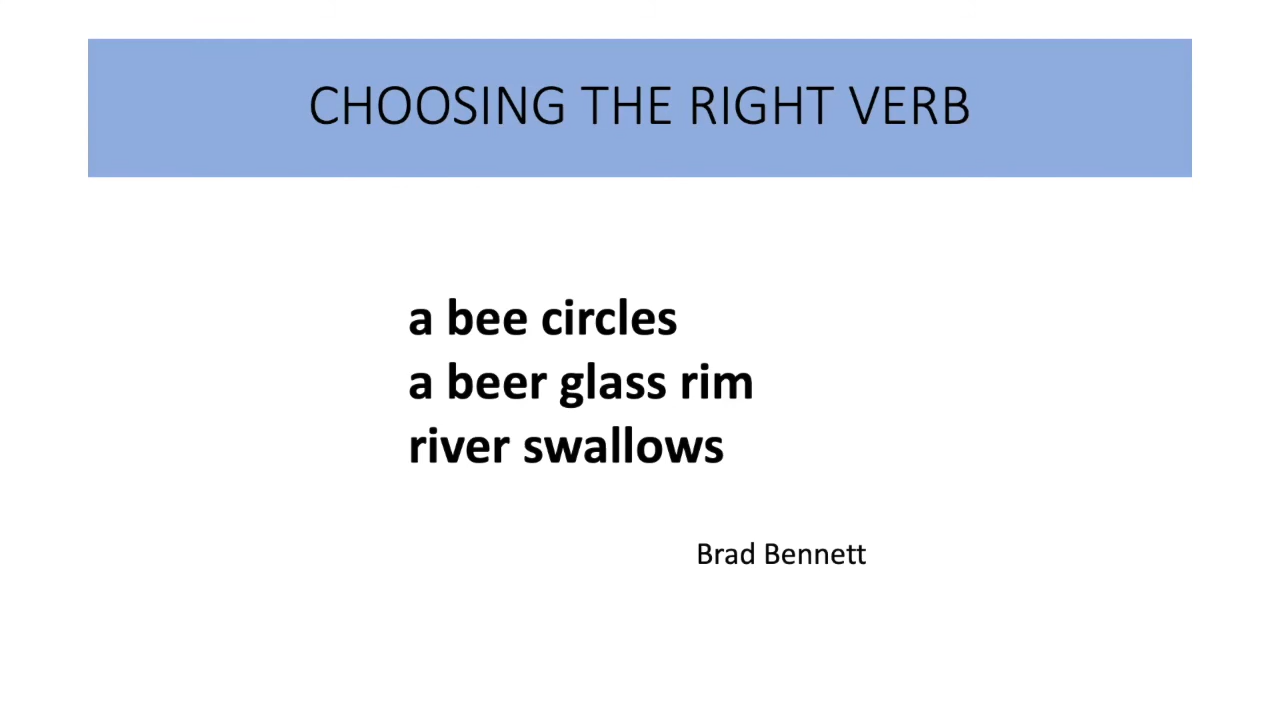 CHOOSING THE RIGHT VERB
a bee circles
a beer glass rim
river swallows
Brad Bennett